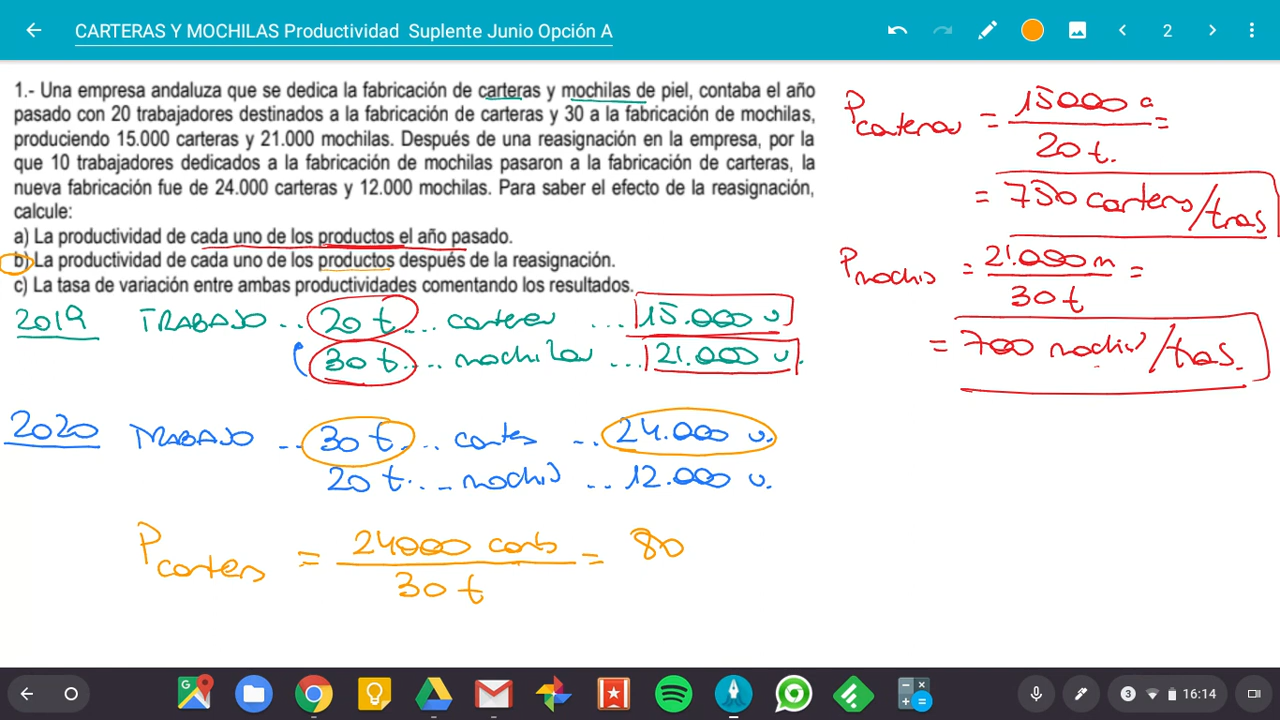 CARTERAS Y MOCHILAS Productividad Suplente Junio Opción A
2
1.- Una empresa andaluza que se dedica la fabricación de carteras y mochilas de piel, contaba el año
pasado con 20 trabajadores destinados a la fabricación de carteras y 30 a la fabricación de mochilas,
produciendo 15.000 carteras y 21.000 mochilas. Después de una reasignación en la empresa, por la
que 10 trabajadores dedicados a la fabricación de mochilas pasaron a la fabricación de carteras, la
nueva fabricación fue de 24.000 carteras y 12.000 mochilas. Para saber el efecto de la reasignación,
calcule:
a) La productividad de cada uno de los productos el año pasado.
b) La productividad de cada uno de los productos después de la reasignación.
c) La tasa de variación entre ambas productividades comentando los resultados.
2019 TRABAJO .. 20 t... carteras ... 15.000 u.
30 t.... mochilas ... 21.000 u.
2020 TRABAJO .. 30 t.. carteras .. 24.000 u.
20 t... mochis .. 12.000 u.
P carteras = 24000 carts = 80
30 t
P carteras = 15000 c =
20 t.
= 750 carteras/tras
P mochis = 21.000 m =
30 t
= 700 mochis/tras.
3 16:14